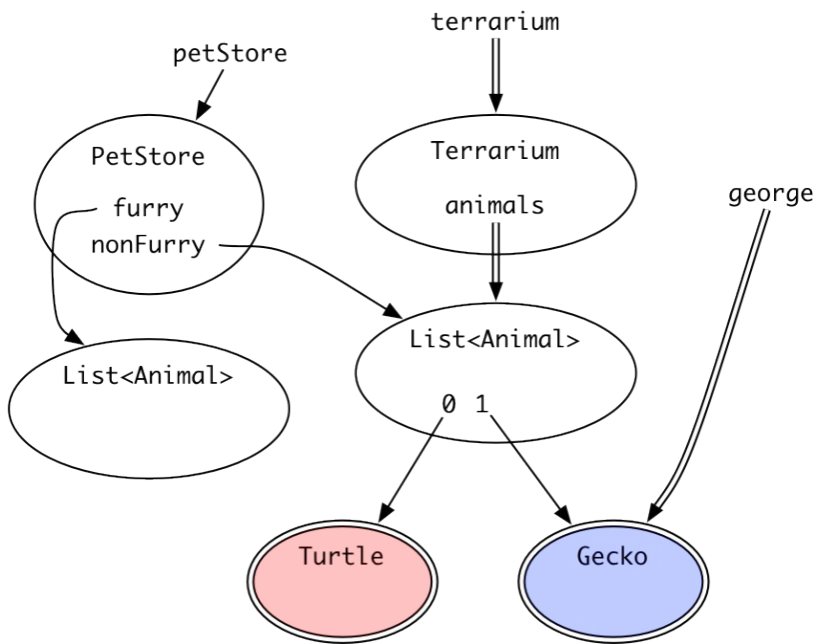 terrarium
petStore
PetStore
furry
nonFurry
Terrarium
animals
george
List<Animal>
0 1
List<Animal>
Turtle
Gecko